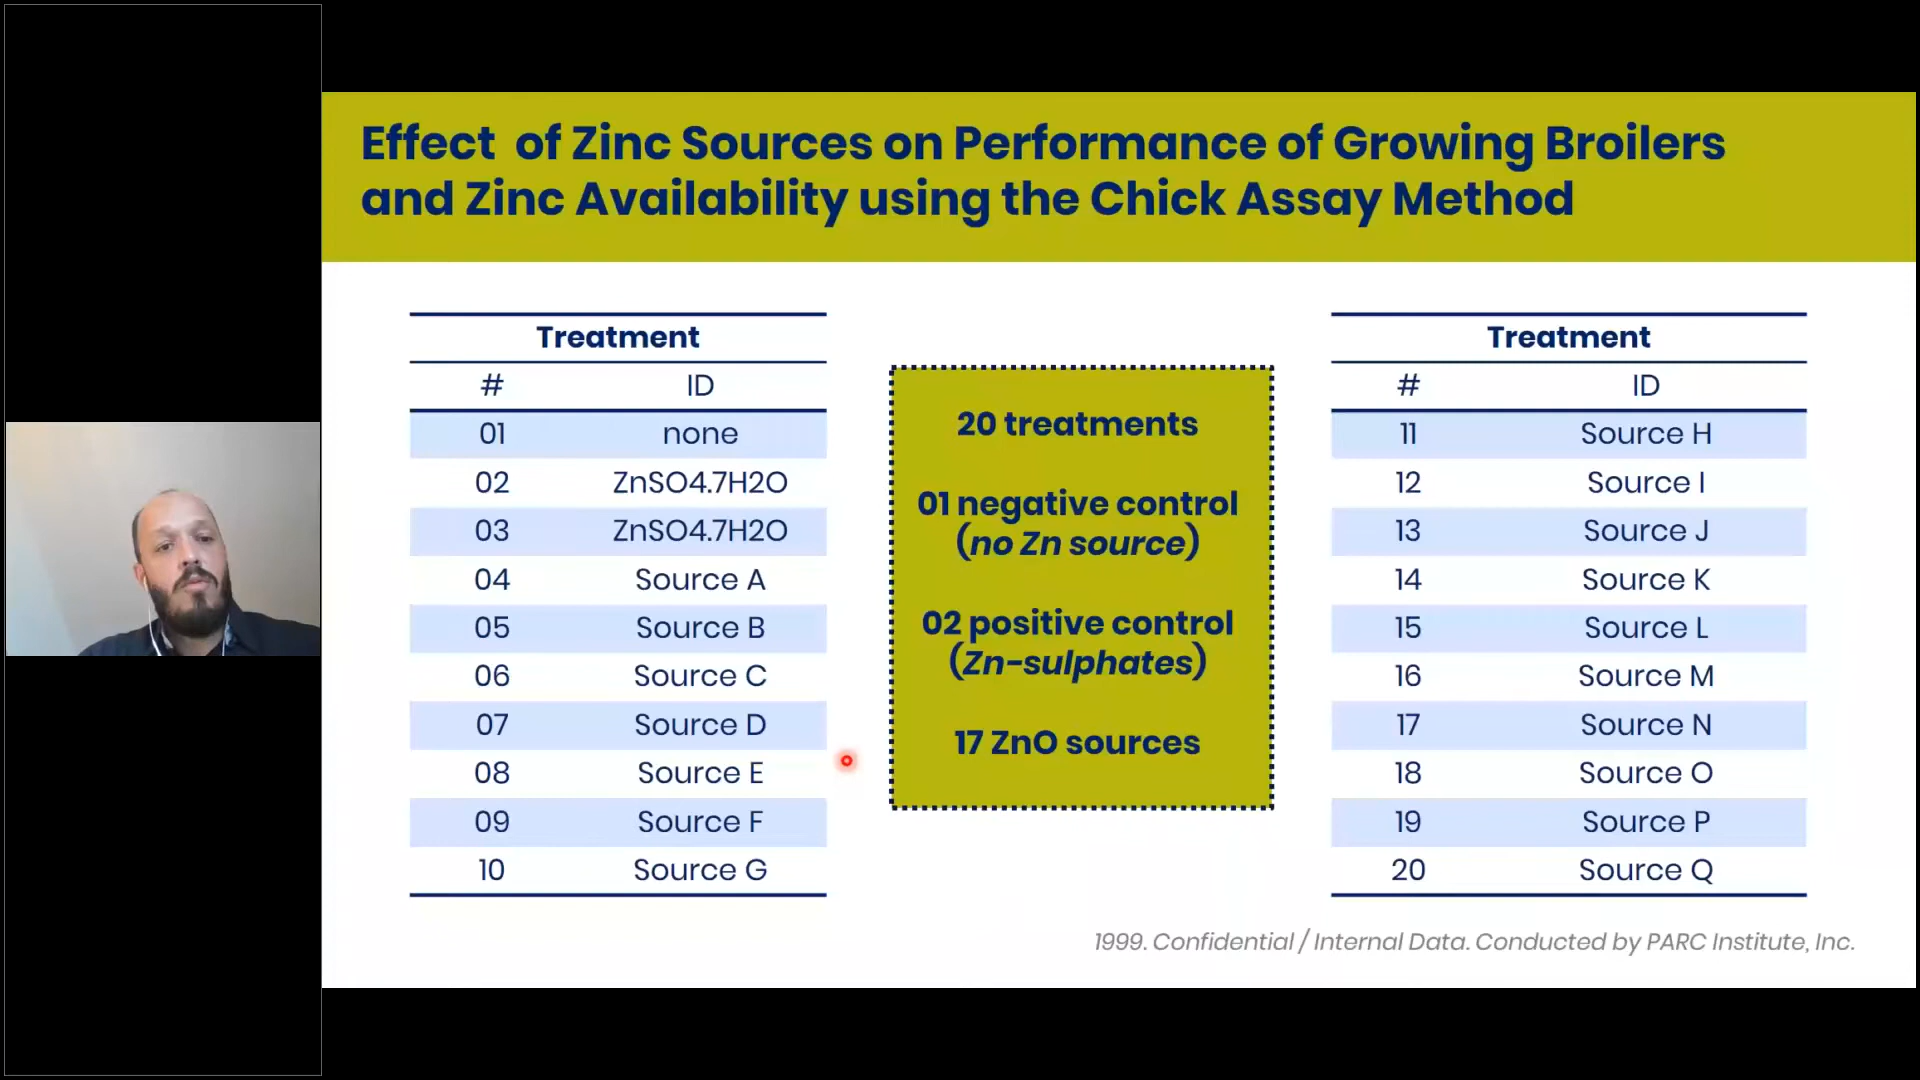 Effect of Zinc Sources on Performance of Growing Broilers
and Zinc Availability using the Chick Assay Method
Treatment
# ID
01 none
02 ZnSO4.7H2O
03 ZnSO4.7H2O
04 Source A
05 Source B
06 Source C
07 Source D
08 Source E
09 Source F
10 Source G
20 treatments
01 negative control
(no Zn source)
02 positive control
(Zn-sulphates)
17 ZnO sources
Treatment
# ID
11 Source H
12 Source I
13 Source J
14 Source K
15 Source L
16 Source M
17 Source N
18 Source O
19 Source P
20 Source Q
1999. Confidential / Internal Data. Conducted by PARC Institute, Inc.